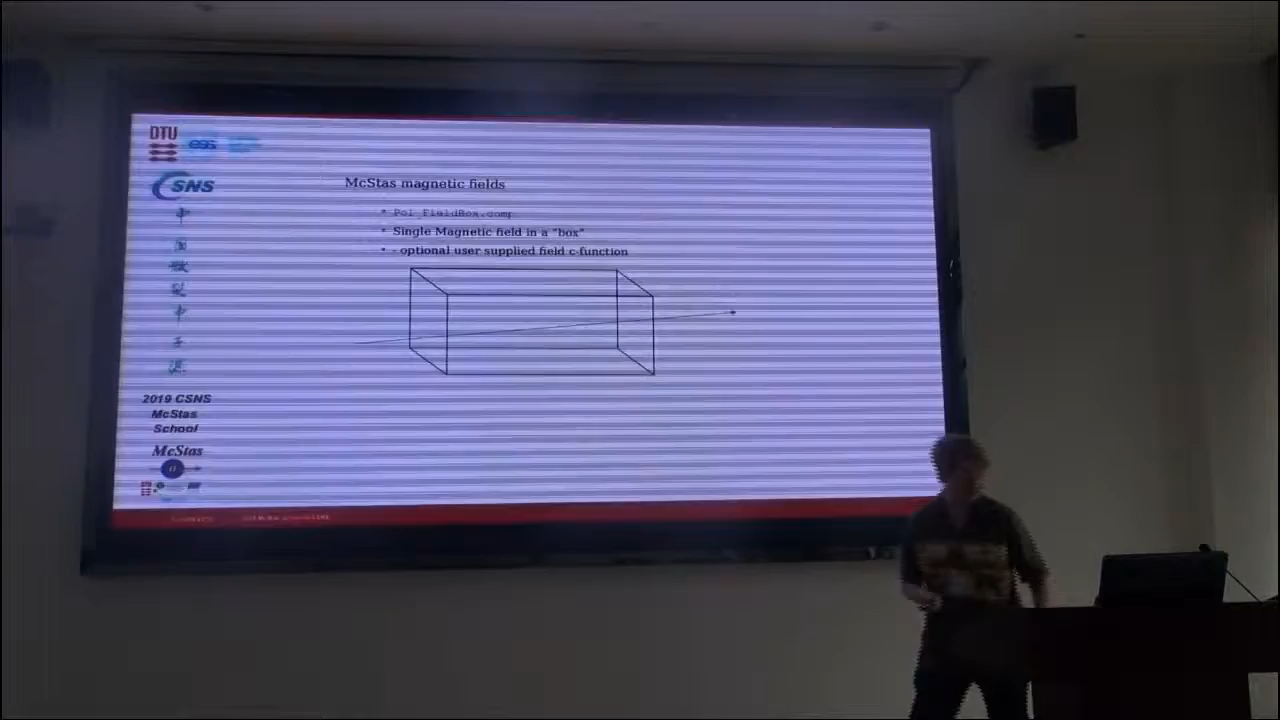 DTU
ess
CSNS
中
国
散
裂
中
子
源
2019 CSNS
McStas
School
McStas
McStas magnetic fields
• Pol_FieldBox.comp
• Single Magnetic field in a "box"
• - optional user supplied field c-function